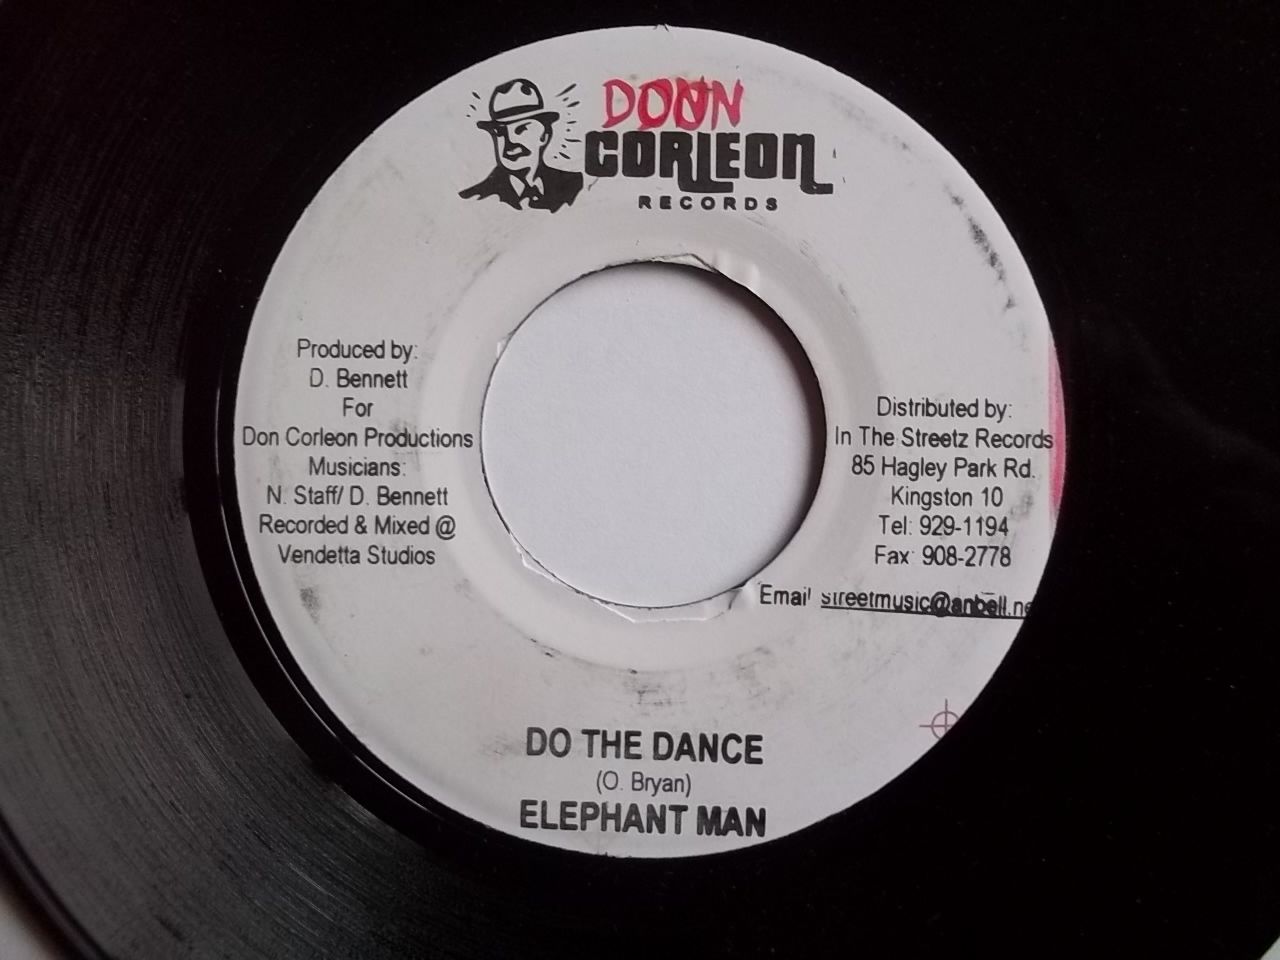 DON
CORLEON
RECORDS
Produced by:
D. Bennett
For
Don Corleon Productions
Musicians:
N. Staff/ D. Bennett
Recorded & Mixed @
Vendetta Studios
Distributed by:
In The Streetz Records
85 Hagley Park Rd.
Kingston 10
Tel: 929-1194
Fax: 908-2778
Email streetmusic@anbell.ne
DO THE DANCE
(O. Bryan)
ELEPHANT MAN